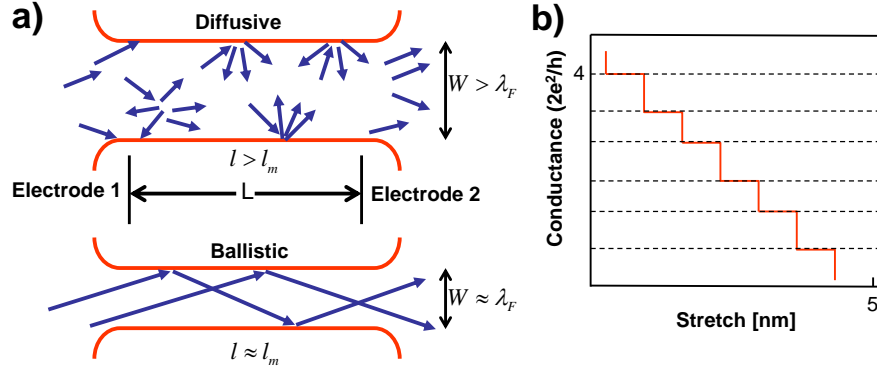 a)
Diffusive
W > λ_F
l > l_m
Electrode 1
L
Electrode 2
Ballistic
W ≈ λ_F
l ≈ l_m
b)
Conductance (2e²/h)
4
5
Stretch [nm]